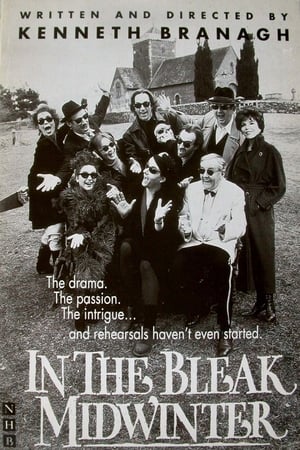 WRITTEN AND DIRECTED BY
KENNETH BRANAGH
The drama.
The passion.
The intrigue...
and rehearsals haven't even started.
IN THE BLEAK
MIDWINTER
NHB